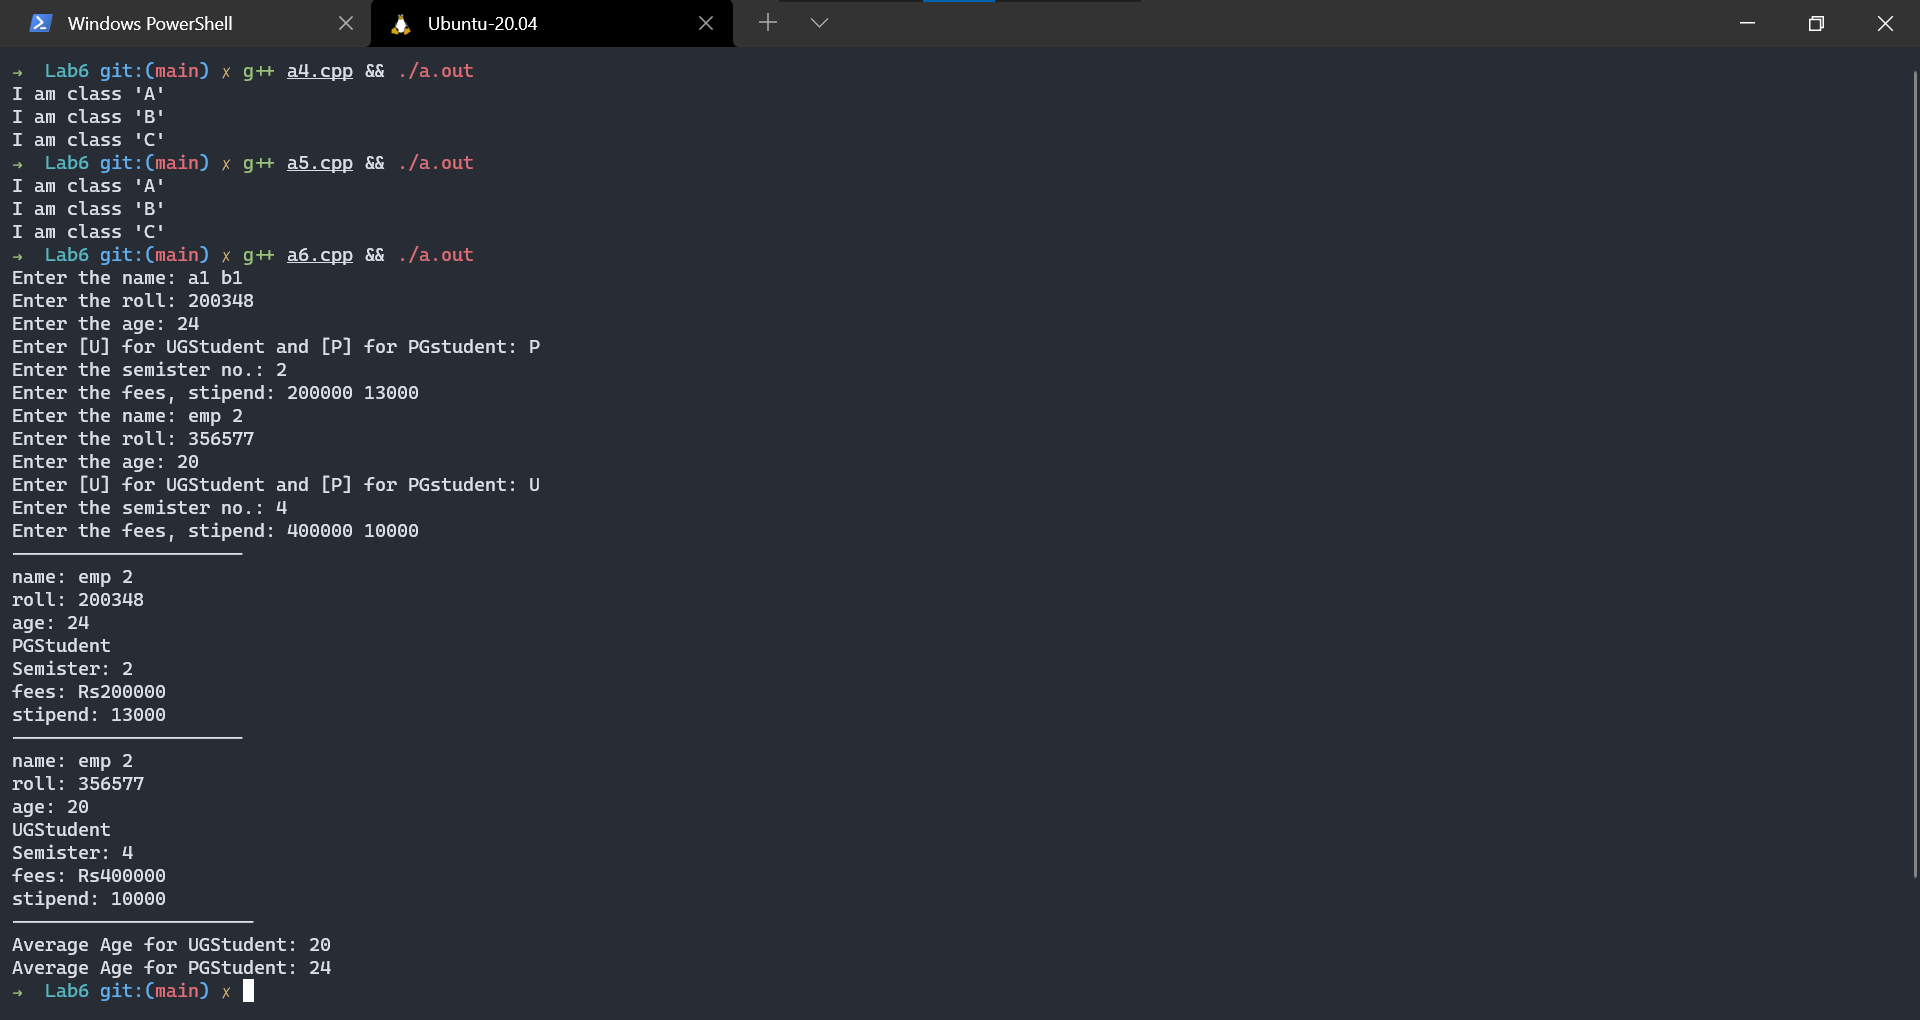 Windows PowerShell
Ubuntu-20.04
→ Lab6 git:(main) ✗ g++ a4.cpp && ./a.out
I am class 'A'
I am class 'B'
I am class 'C'
→ Lab6 git:(main) ✗ g++ a5.cpp && ./a.out
I am class 'A'
I am class 'B'
I am class 'C'
→ Lab6 git:(main) ✗ g++ a6.cpp && ./a.out
Enter the name: a1 b1
Enter the roll: 200348
Enter the age: 24
Enter [U] for UGStudent and [P] for PGstudent: P
Enter the semister no.: 2
Enter the fees, stipend: 200000 13000
Enter the name: emp 2
Enter the roll: 356577
Enter the age: 20
Enter [U] for UGStudent and [P] for PGstudent: U
Enter the semister no.: 4
Enter the fees, stipend: 400000 10000
---------------------
name: emp 2
roll: 200348
age: 24
PGStudent
Semister: 2
fees: Rs200000
stipend: 13000
---------------------
name: emp 2
roll: 356577
age: 20
UGStudent
Semister: 4
fees: Rs400000
stipend: 10000
----------------------
Average Age for UGStudent: 20
Average Age for PGStudent: 24
→ Lab6 git:(main) ✗